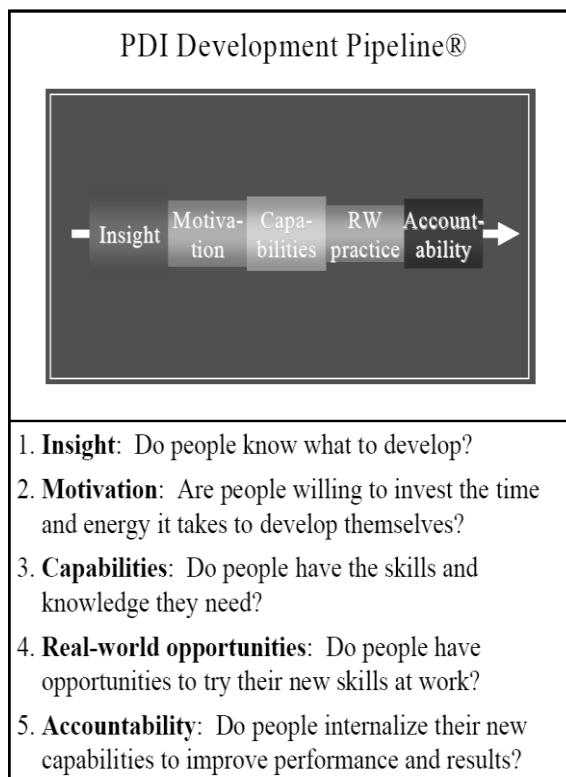 PDI Development Pipeline®
Insight
Motiva-
tion
Capa-
bilities
RW
practice
Account-
ability
1. Insight: Do people know what to develop?
2. Motivation: Are people willing to invest the time
and energy it takes to develop themselves?
3. Capabilities: Do people have the skills and
knowledge they need?
4. Real-world opportunities: Do people have
opportunities to try their new skills at work?
5. Accountability: Do people internalize their new
capabilities to improve performance and results?